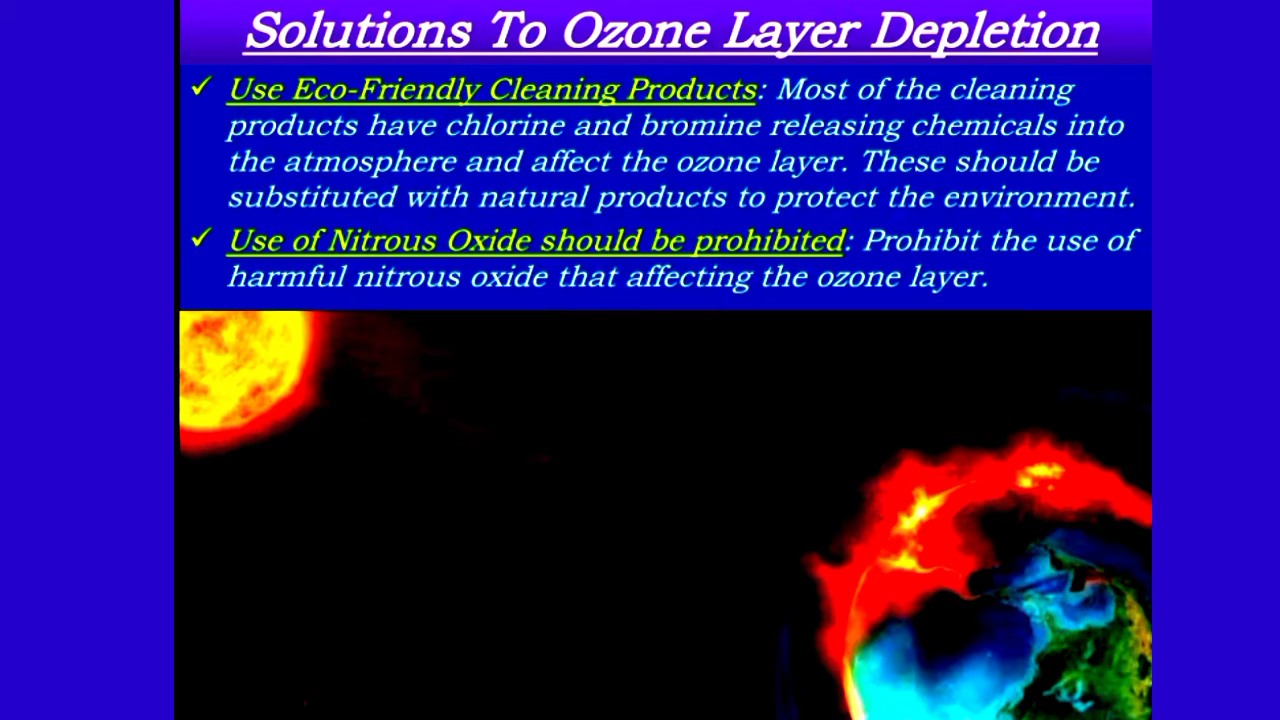 Solutions To Ozone Layer Depletion
✓ Use Eco-Friendly Cleaning Products: Most of the cleaning
products have chlorine and bromine releasing chemicals into
the atmosphere and affect the ozone layer. These should be
substituted with natural products to protect the environment.
✓ Use of Nitrous Oxide should be prohibited: Prohibit the use of
harmful nitrous oxide that affecting the ozone layer.